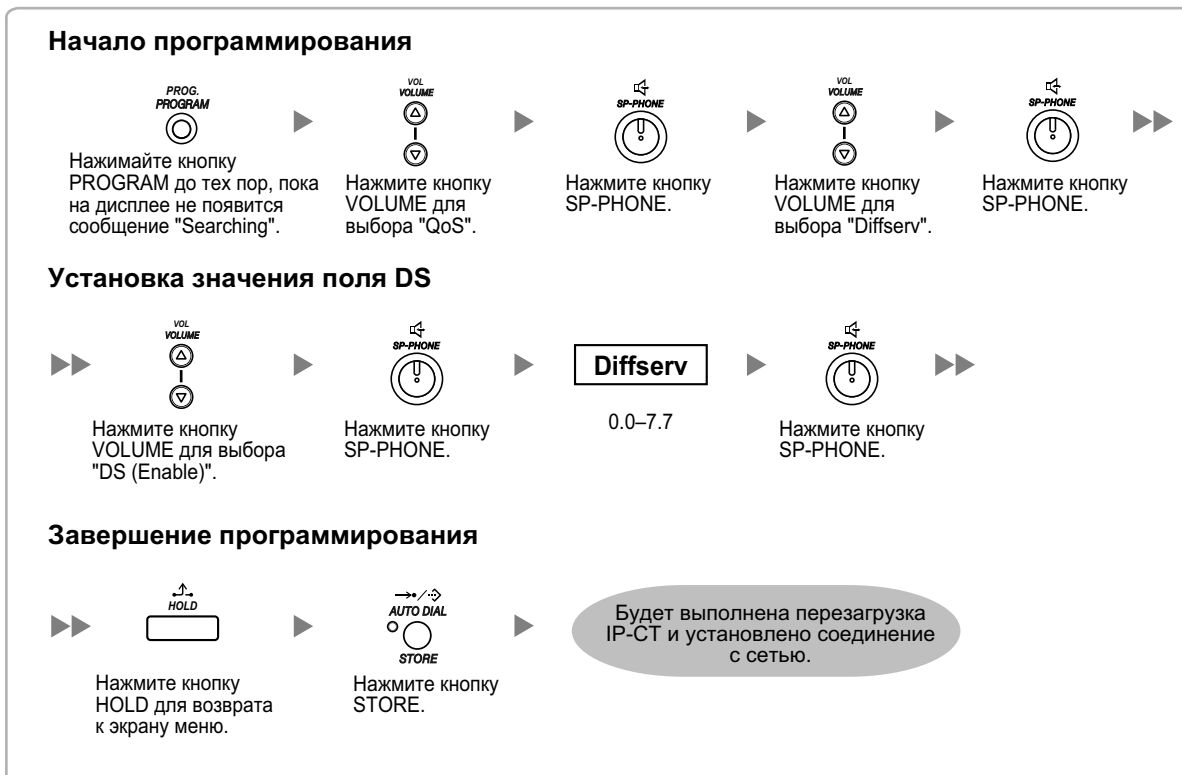 Начало программирования
PROG.
PROGRAM
Нажимайте кнопку
PROGRAM до тех пор, пока
на дисплее не появится
сообщение "Searching".
VOL
VOLUME
Нажмите кнопку
VOLUME для
выбора "QoS".
SP-PHONE
Нажмите кнопку
SP-PHONE.
VOL
VOLUME
Нажмите кнопку
VOLUME для
выбора "Diffserv".
SP-PHONE
Нажмите кнопку
SP-PHONE.
Установка значения поля DS
VOL
VOLUME
Нажмите кнопку
VOLUME для выбора
"DS (Enable)".
SP-PHONE
Нажмите кнопку
SP-PHONE.
Diffserv
0.0–7.7
SP-PHONE
Нажмите кнопку
SP-PHONE.
Завершение программирования
HOLD
Нажмите кнопку
HOLD для возврата
к экрану меню.
AUTO DIAL
STORE
Нажмите кнопку
STORE.
Будет выполнена перезагрузка
IP-CT и установлено соединение
с сетью.